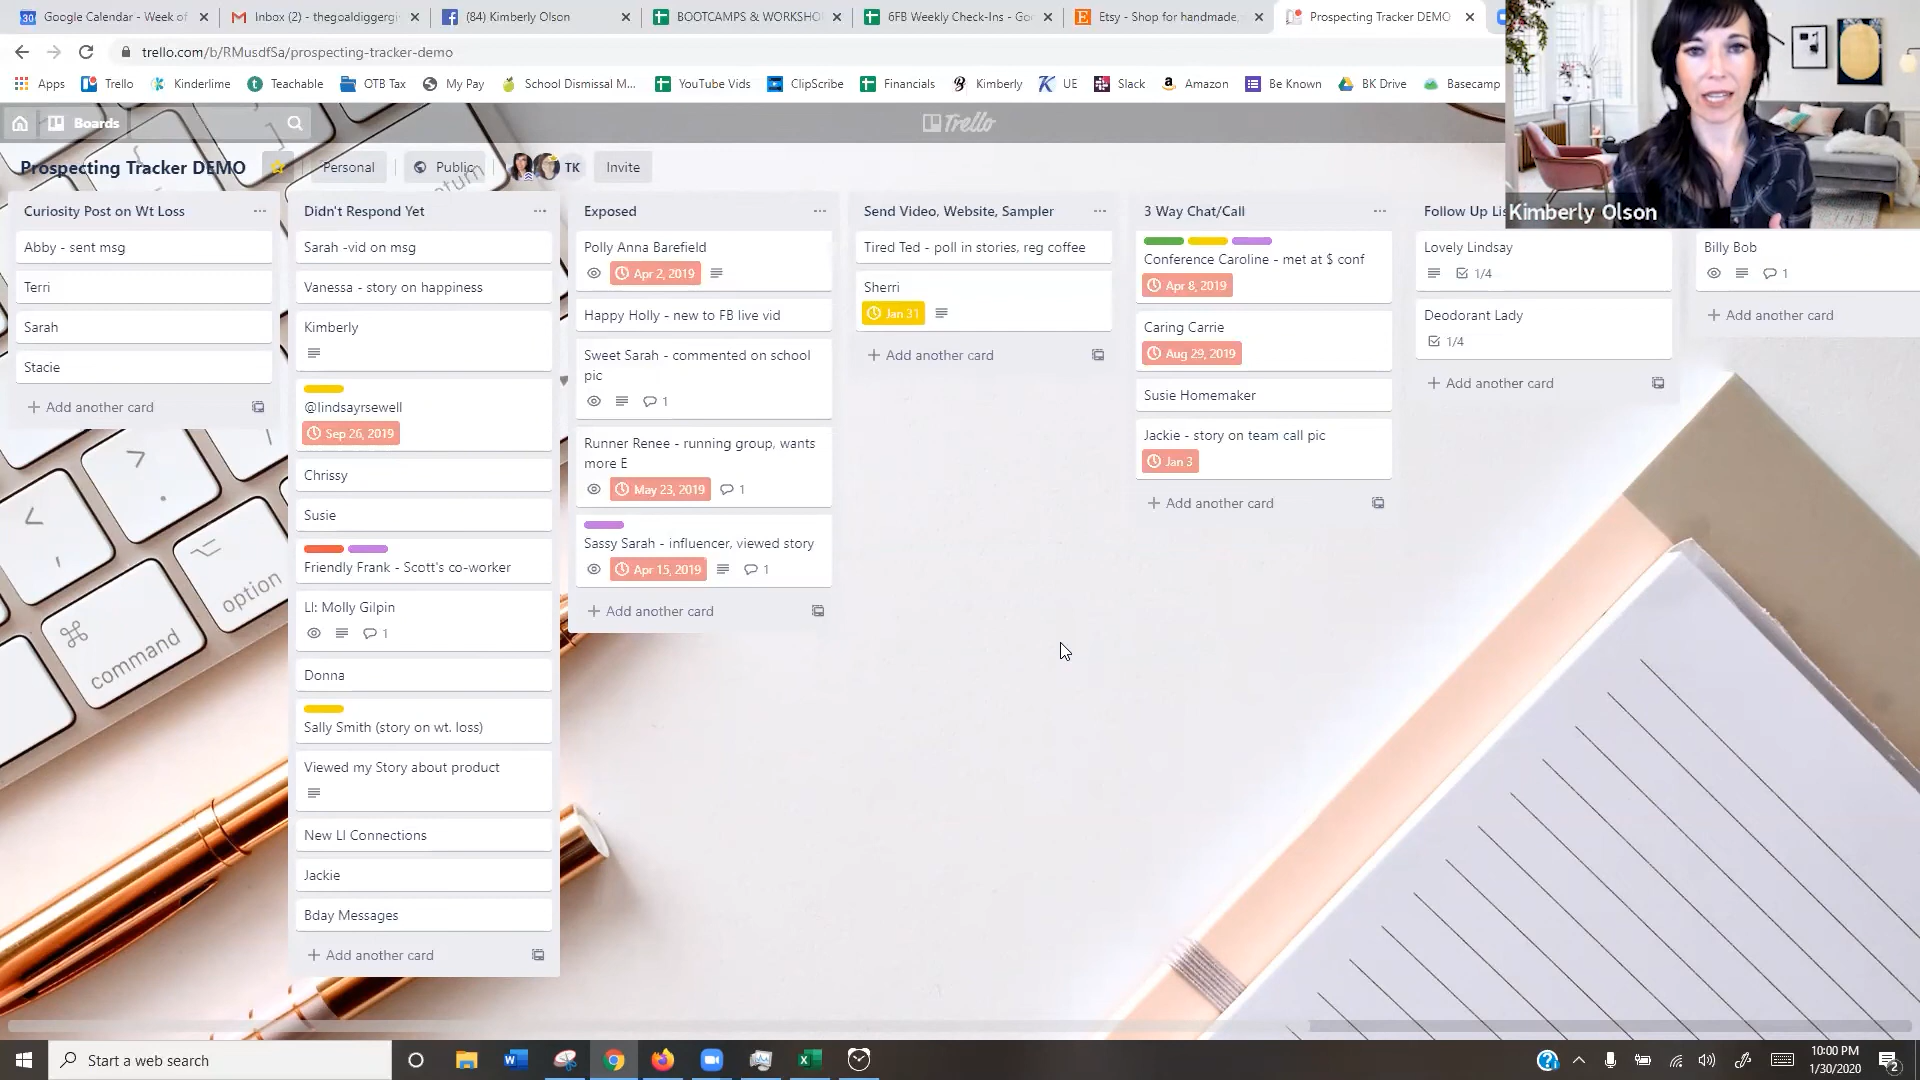 Google Calendar - Week of
Inbox (2) - thegoaldiggergi
(84) Kimberly Olson
BOOTCAMPS & WORKSHO
6FB Weekly Check-Ins - Go
Etsy - Shop for handmade,
Prospecting Tracker DEMO
trello.com/b/RMusdfSa/prospecting-tracker-demo
Apps
Trello
Kinderlime
Teachable
OTB Tax
My Pay
School Dismissal M...
YouTube Vids
ClipScribe
Financials
Kimberly
UE
Slack
Amazon
Be Known
BK Drive
Basecamp
Boards
Trello
Prospecting Tracker DEMO
Personal
Public
TK
Invite
Kimberly Olson
Curiosity Post on Wt Loss
Abby - sent msg
Terri
Sarah
Stacie
+ Add another card
Didn't Respond Yet
Sarah -vid on msg
Vanessa - story on happiness
Kimberly
@lindsayrsewell
Sep 26, 2019
Chrissy
Susie
Friendly Frank - Scott's co-worker
LI: Molly Gilpin
1
Donna
Sally Smith (story on wt. loss)
Viewed my Story about product
New LI Connections
Jackie
Bday Messages
+ Add another card
Exposed
Polly Anna Barefield
Apr 2, 2019
Happy Holly - new to FB live vid
Sweet Sarah - commented on school
pic
1
Runner Renee - running group, wants
more E
May 23, 2019
1
Sassy Sarah - influencer, viewed story
Apr 15, 2019
1
+ Add another card
Send Video, Website, Sampler
Tired Ted - poll in stories, reg coffee
Sherri
Jan 31
+ Add another card
3 Way Chat/Call
Conference Caroline - met at $ conf
Apr 8, 2019
Caring Carrie
Aug 29, 2019
Susie Homemaker
Jackie - story on team call pic
Jan 3
+ Add another card
Follow Up Lis
Lovely Lindsay
1/4
Deodorant Lady
1/4
+ Add another card
Billy Bob
1
+ Add another card
option
command
Start a web search
10:00 PM
1/30/2020
2